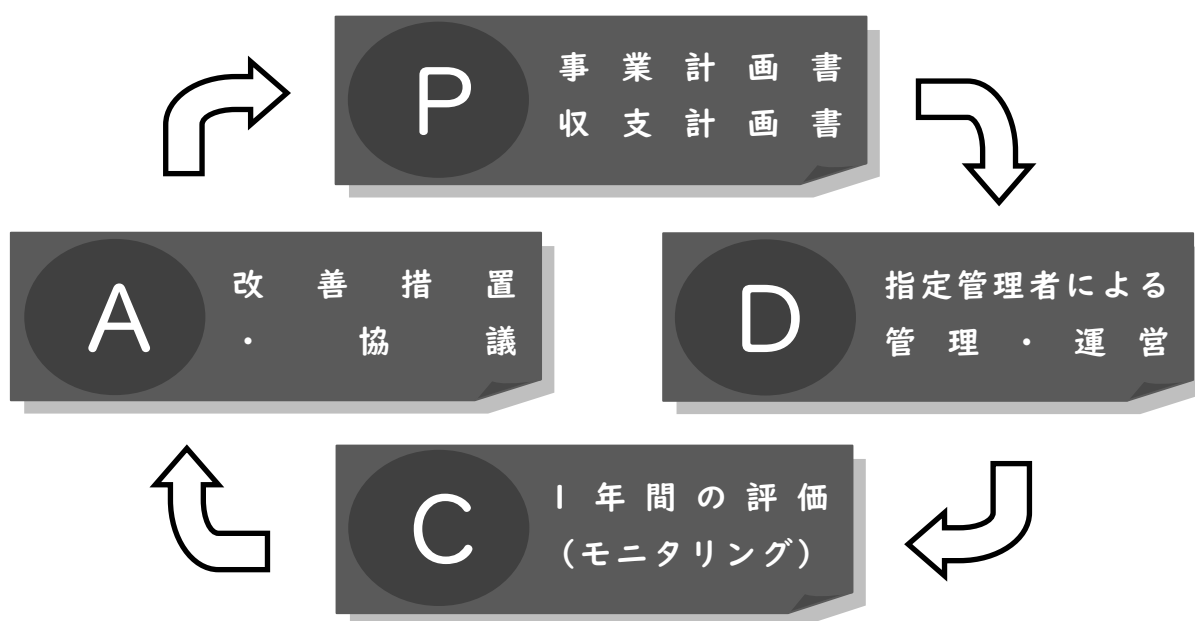 P
事業計画書
収支計画書
A
改善措置
・協議
D
指定管理者による
管理・運営
C
1年間の評価
(モニタリング)